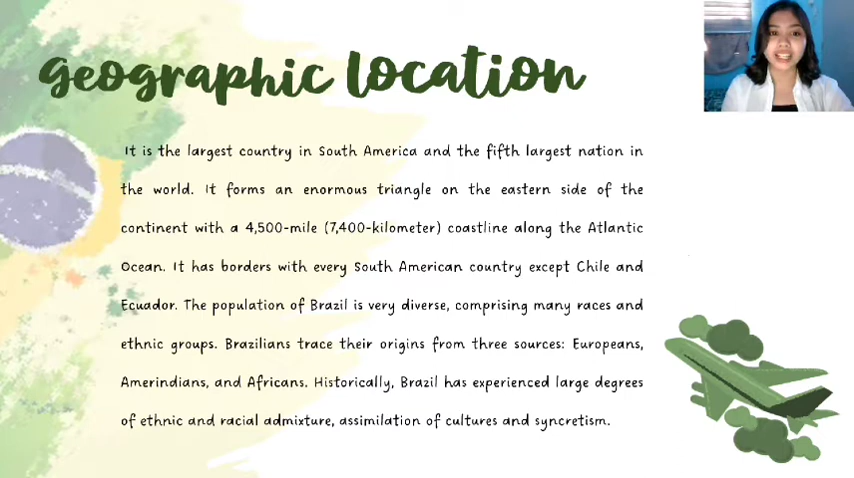 geographic location
It is the largest country in South America and the fifth largest nation in
the world. It forms an enormous triangle on the eastern side of the
continent with a 4,500-mile (7,400-kilometer) coastline along the Atlantic
Ocean. It has borders with every South American country except Chile and
Ecuador. The population of Brazil is very diverse, comprising many races and
ethnic groups. Brazilians trace their origins from three sources: Europeans,
Amerindians, and Africans. Historically, Brazil has experienced large degrees
of ethnic and racial admixture, assimilation of cultures and syncretism.